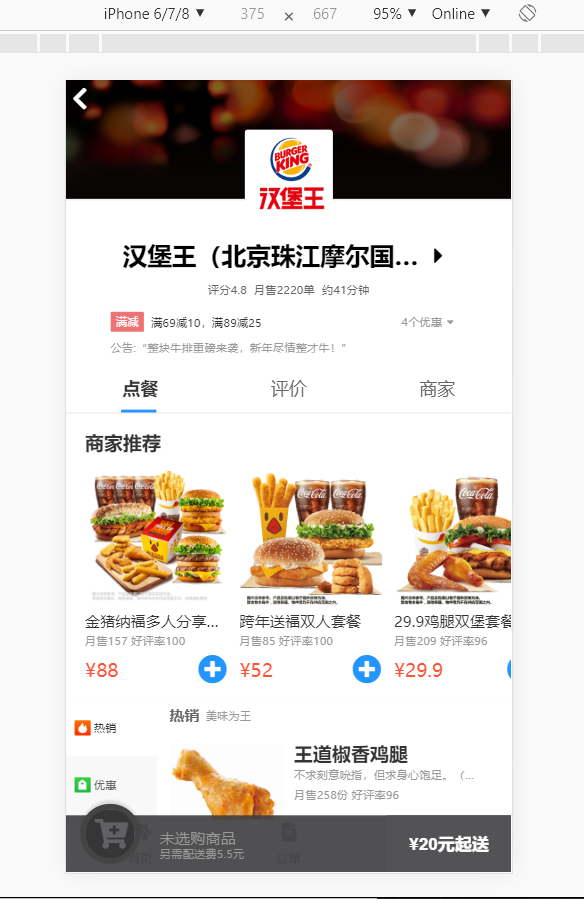 iPhone 6/7/8 ▼ 375 × 667 95% ▼ Online ▼
BURGER KING
汉堡王
汉堡王（北京珠江摩尔国...
评分4.8 月售2220单 约41分钟
满减 满69减10，满89减25 4个优惠
公告:“整块牛排重磅来袭，新年尽情整才牛！”
点餐 评价 商家
商家推荐
金猪纳福多人分享... 跨年送福双人套餐 29.9鸡腿双堡套餐
月售157 好评率100 月售85 好评率100 月售209 好评率96
¥88 ¥52 ¥29.9
热销 热销 美味为王
王道椒香鸡腿
不求刻意吮指，但求身心饱足。（...
优惠
月售258份 好评率96
未选购商品
另需配送费5.5元
¥20元起送
首页 订单